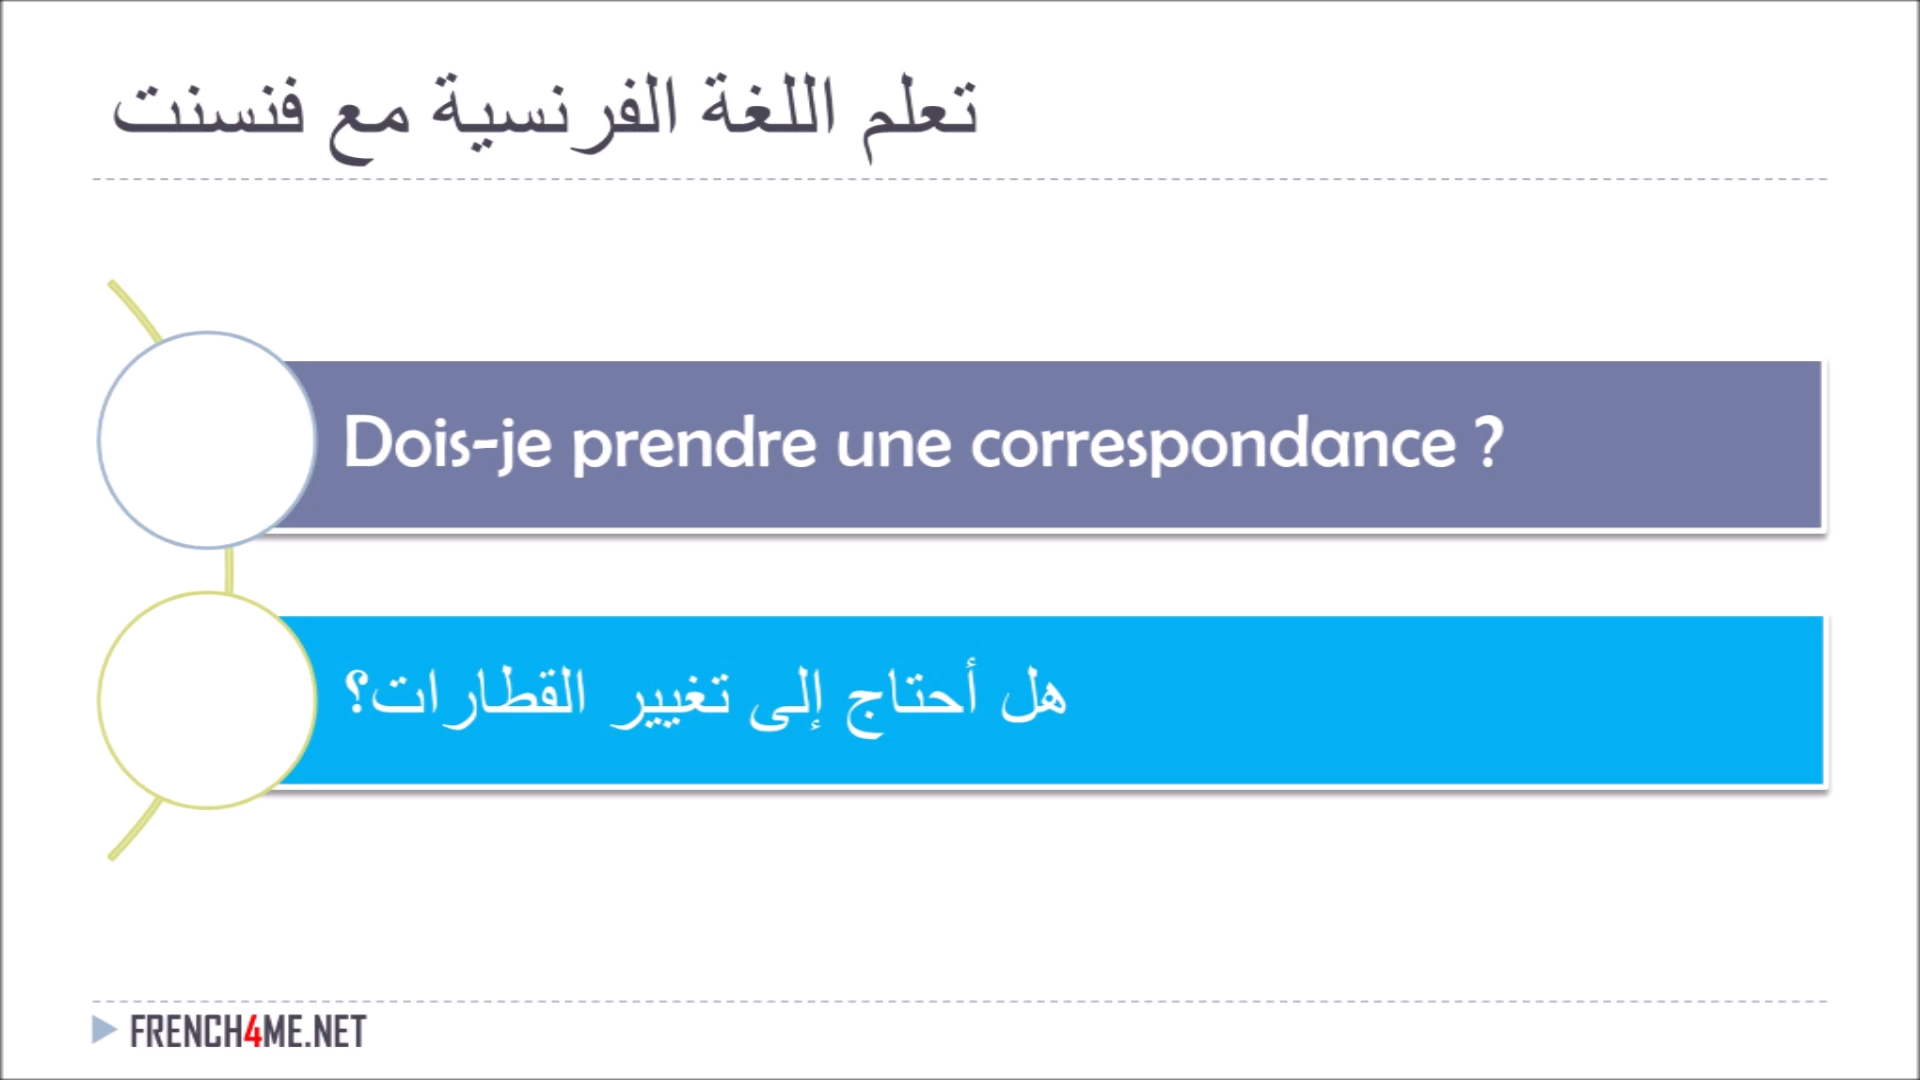 تعلم اللغة الفرنسية مع فنسنت
Dois-je prendre une correspondance ?
هل أحتاج إلى تغيير القطارات؟
FRENCH4ME.NET